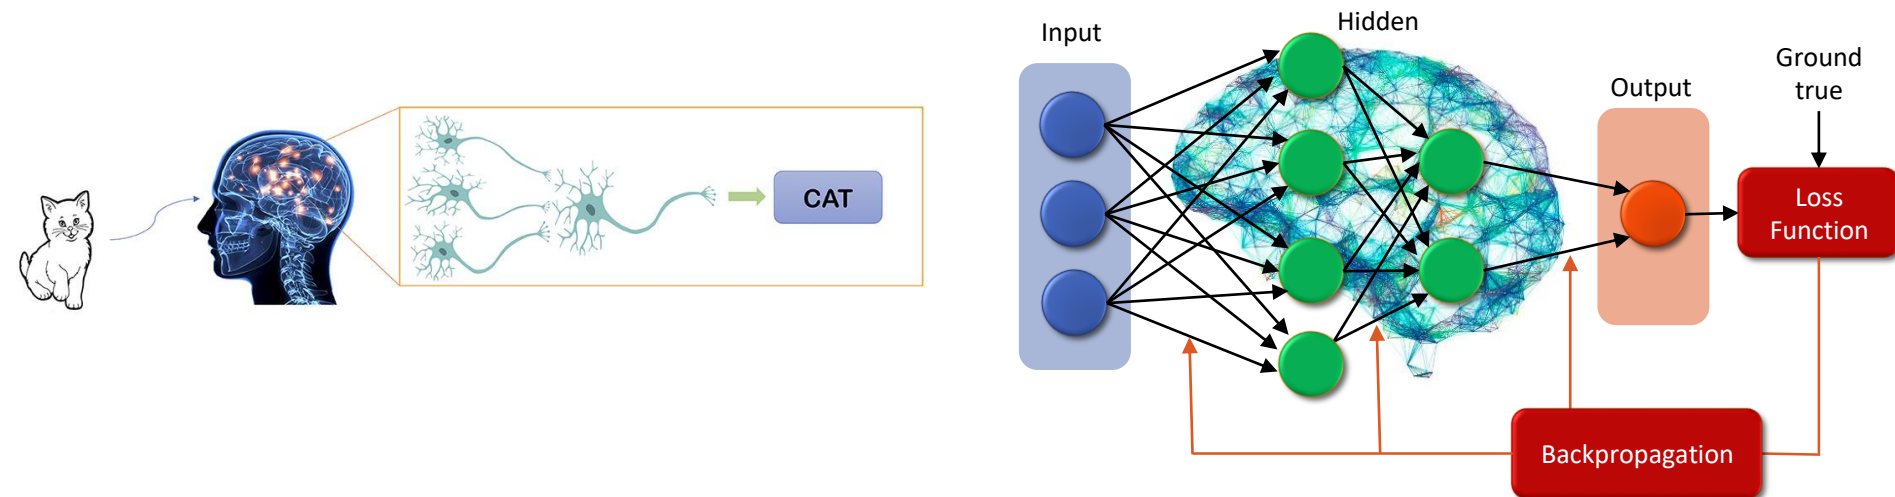 CAT
Input
Hidden
Output
Ground
true
Loss
Function
Backpropagation